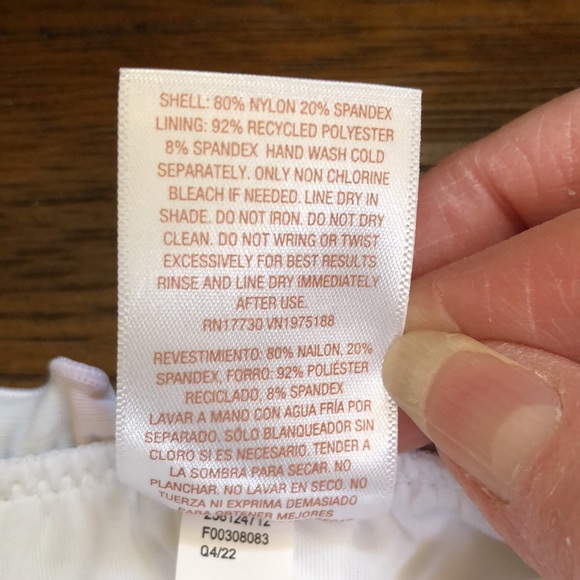 SHELL: 80% NYLON 20% SPANDEX
LINING: 92% RECYCLED POLYESTER
8% SPANDEX HAND WASH COLD
SEPARATELY. ONLY NON CHLORINE
BLEACH IF NEEDED. LINE DRY IN
SHADE. DO NOT IRON. DO NOT DRY
CLEAN. DO NOT WRING OR TWIST
EXCESSIVELY FOR BEST RESULTS
RINSE AND LINE DRY IMMEDIATELY
AFTER USE.
RN17730 VN1975188
REVESTIMIENTO: 80% NAILON, 20%
SPANDEX, FORRO: 92% POLIÉSTER
RECICLADO, 8% SPANDEX
LAVAR A MANO CON AGUA FRÍA POR
SEPARADO, SÓLO BLANQUEADOR SIN
CLORO SI ES NECESARIO. TENDER A
LA SOMBRA PARA SECAR. NO
PLANCHAR. NO LAVAR EN SECO. NO
TUERZA NI EXPRIMA DEMASIADO
PARA OBTENER MEJORES
F00308083
Q4/22